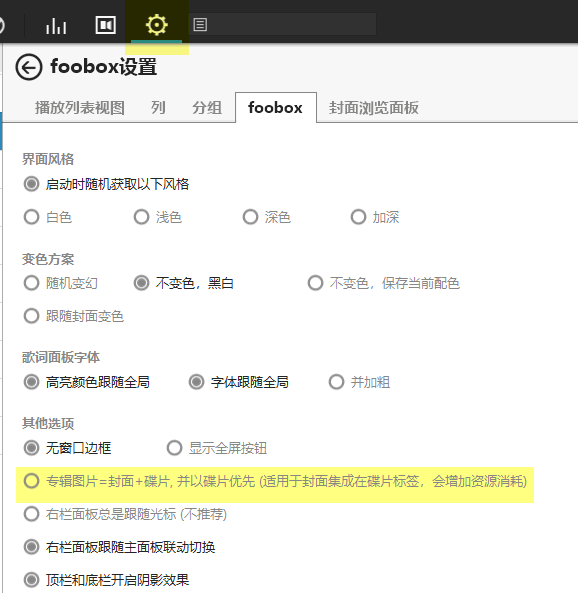 foobox设置
播放列表视图 列 分组 foobox 封面浏览面板
界面风格
启动时随机获取以下风格
白色 浅色 深色 加深
变色方案
随机变幻 不变色，黑白 不变色，保存当前配色
跟随封面变色
歌词面板字体
高亮颜色跟随全局 字体跟随全局 并加粗
其他选项
无窗口边框 显示全屏按钮
专辑图片=封面+碟片, 并以碟片优先 (适用于封面集成在碟片标签，会增加资源消耗)
右栏面板总是跟随光标 (不推荐)
右栏面板跟随主面板联动切换
顶栏和底栏开启阴影效果